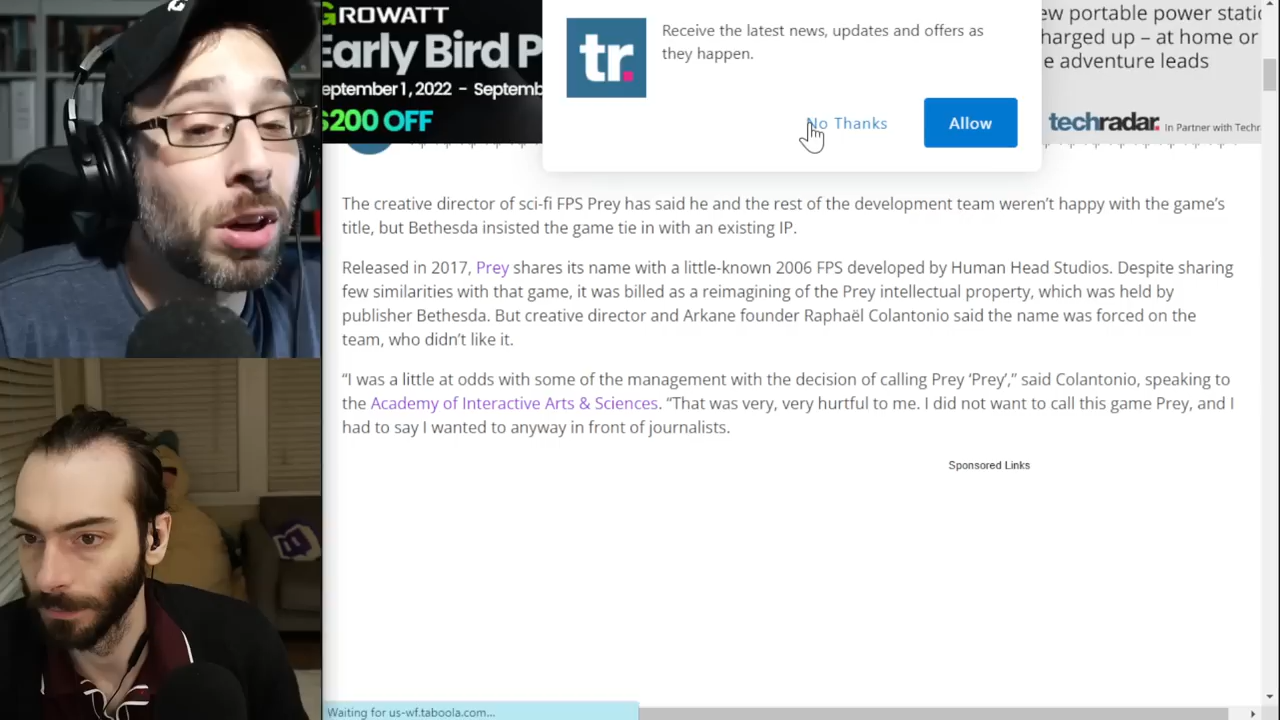 GROWATT
Early Bird P
eptember 1, 2022 - Septemb
$200 OFF
tr.
Receive the latest news, updates and offers as
they happen.
No Thanks
Allow
ew portable power static
harged up – at home or
e adventure leads
techradar. In Partner with Techr
The creative director of sci-fi FPS Prey has said he and the rest of the development team weren’t happy with the game’s
title, but Bethesda insisted the game tie in with an existing IP.
Released in 2017, Prey shares its name with a little-known 2006 FPS developed by Human Head Studios. Despite sharing
few similarities with that game, it was billed as a reimagining of the Prey intellectual property, which was held by
publisher Bethesda. But creative director and Arkane founder Raphaël Colantonio said the name was forced on the
team, who didn’t like it.
“I was a little at odds with some of the management with the decision of calling Prey ‘Prey’,” said Colantonio, speaking to
the Academy of Interactive Arts & Sciences. “That was very, very hurtful to me. I did not want to call this game Prey, and I
had to say I wanted to anyway in front of journalists.
Sponsored Links
Waiting for us-wf.taboola.com...